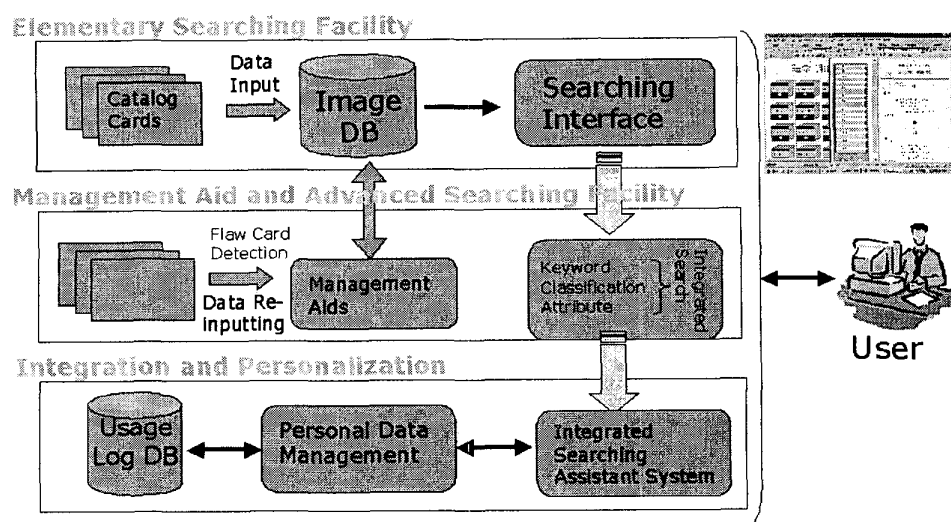 Elementary Searching Facility
Catalog
Cards
Data
Input
Image
DB
Searching
Interface
Management Aid and Advanced Searching Facility
Flaw Card
Detection
Data Re-
inputting
Management
Aids
Keyword
Classification
Attribute
Integrated
Search
User
Integration and Personalization
Usage
Log DB
Personal Data
Management
Integrated
Searching
Assistant System